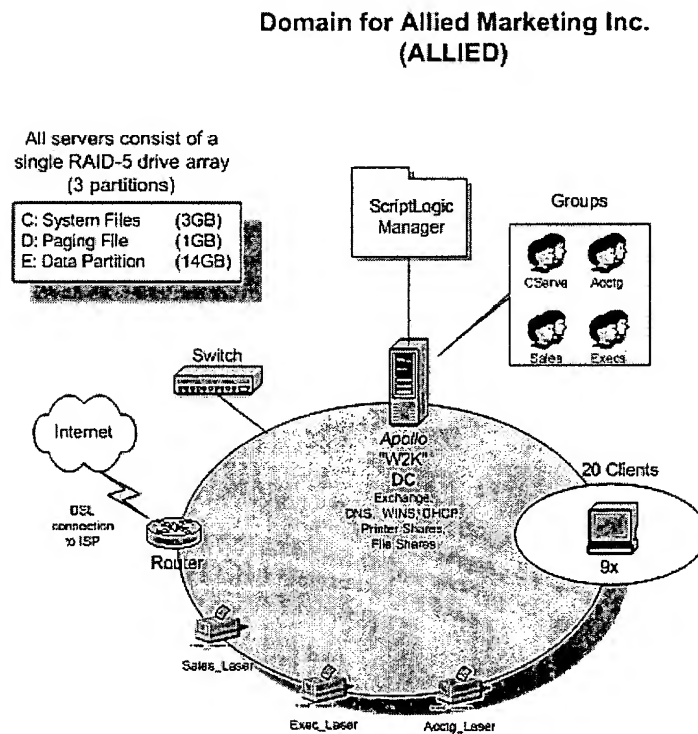 Domain for Allied Marketing Inc.
(ALLIED)
All servers consist of a
single RAID-5 drive array
(3 partitions)
C: System Files (3GB)
D: Paging File (1GB)
E: Data Partition (14GB)
ScriptLogic
Manager
Groups
CServe Acctg
Sales Execs
Switch
Internet
DSL
connection
to ISP
Router
Apollo
"W2K"
DC
Exchange,
DNS, WINS, DHCP,
Printer Shares,
File Shares
20 Clients
9x
Sales_Laser
Exec_Laser
Acctg_Laser